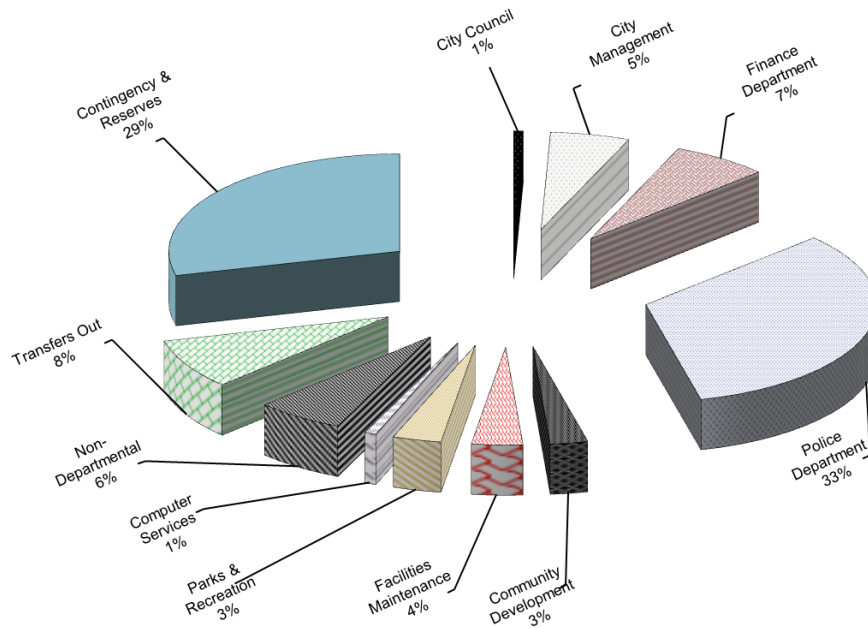 City Council
1%
City
Management
5%
Finance
Department
7%
Police
Department
33%
Community
Development
3%
Facilities
Maintenance
4%
Parks &
Recreation
3%
Computer
Services
1%
Non-
Departmental
6%
Transfers Out
8%
Contingency &
Reserves
29%